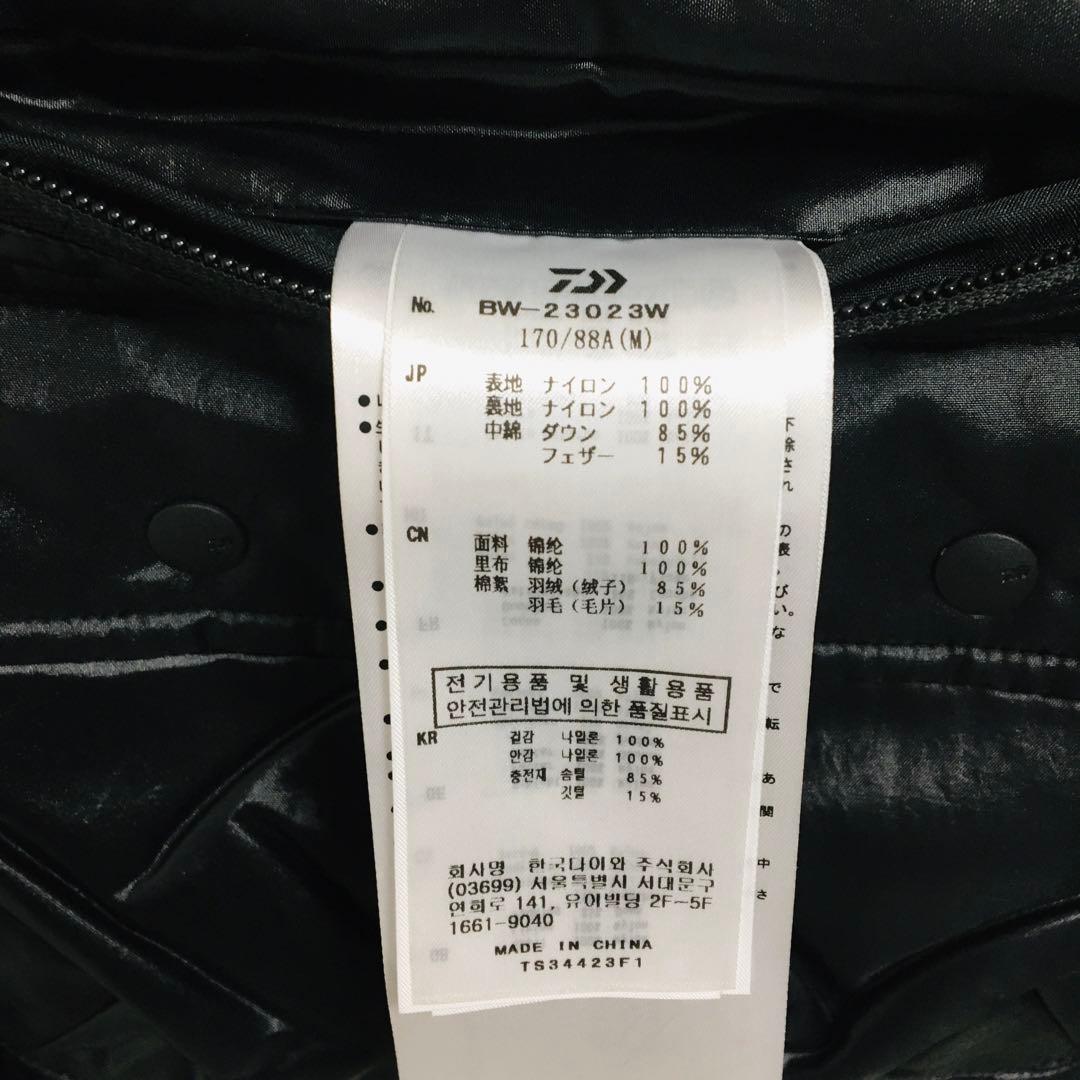 No. BW-23023W
170/88A(M)
JP 表地 ナイロン 100%
裏地 ナイロン 100%
中綿 ダウン 85%
フェザー 15%
CN 面料 锦纶 100%
里布 锦纶 100%
棉絮 羽绒(绒子) 85%
羽毛(毛片) 15%
전기용품 및 생활용품
안전관리법에 의한 품질표시
KR 겉감 나일론 100%
안감 나일론 100%
충전재 솜털 85%
깃털 15%
회사명 한국다이와 주식회사
(03699) 서울특별시 서대문구
연희로 141, 유이빌딩 2F~5F
1661-9040
MADE IN CHINA
TS34423F1